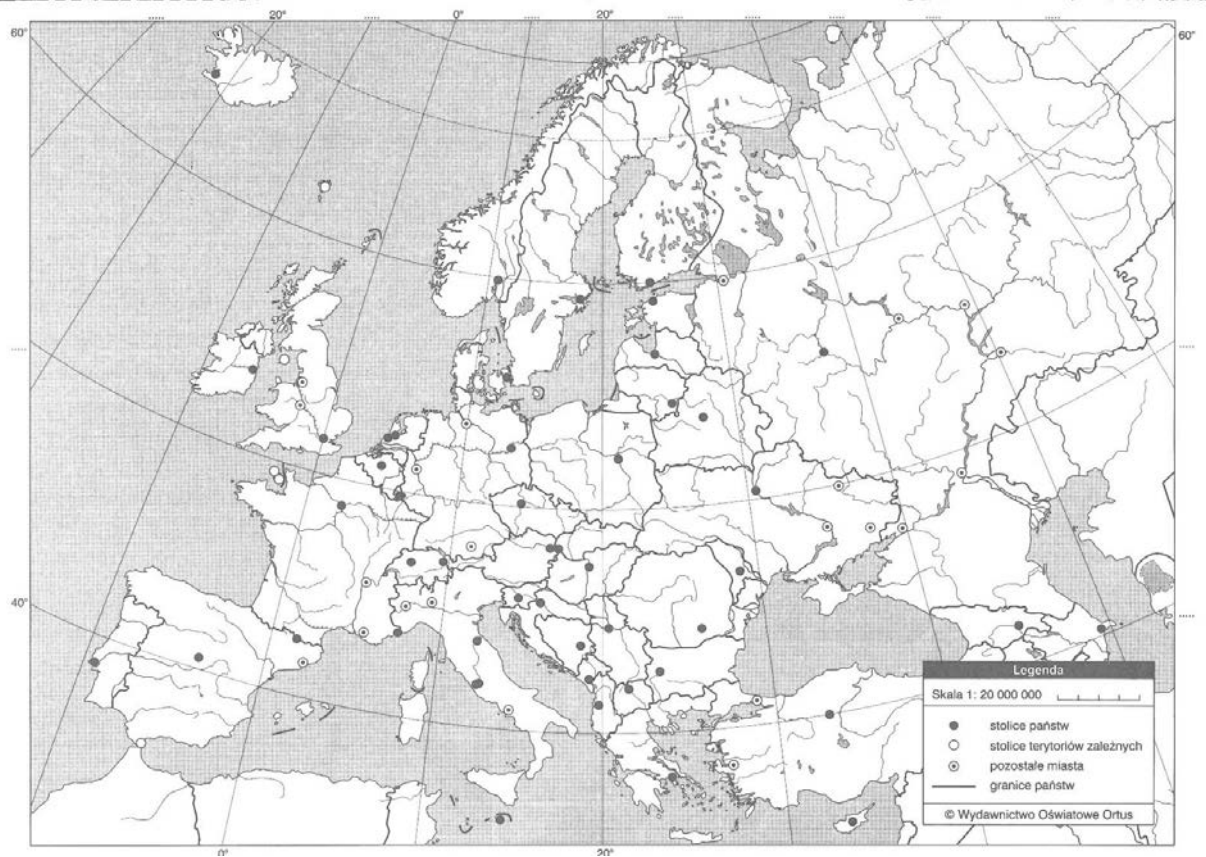 20° 0° 20°
60° 60°
40°
Legenda
Skala 1: 20 000 000
stolice państw
stolice terytoriów zależnych
pozostałe miasta
granice państw
© Wydawnictwo Oświatowe Ortus
0° 20°